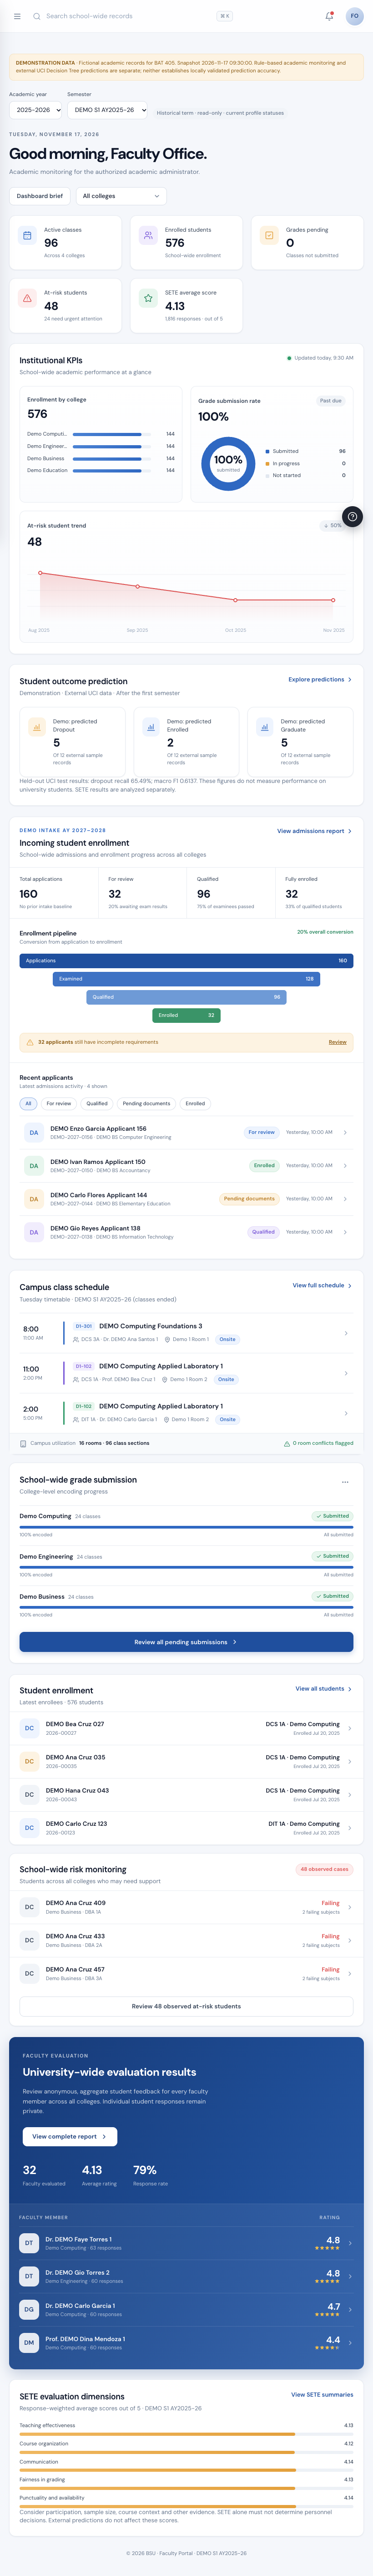 Search school-wide records
⌘ K
FO
DEMONSTRATION DATA · Fictional academic records for BAT 405. Snapshot 2026-11-17 09:30:00. Rule-based academic monitoring and
external UCI Decision Tree predictions are separate; neither establishes locally validated prediction accuracy.
Academic year
Semester
2025-2026
DEMO S1 AY2025-26
Historical term · read-only · current profile statuses
TUESDAY, NOVEMBER 17, 2026
Good morning, Faculty Office.
Academic monitoring for the authorized academic administrator.
Dashboard brief
All colleges
Active classes
96
Across 4 colleges
Enrolled students
576
School-wide enrollment
Grades pending
0
Classes not submitted
At-risk students
48
34 need urgent attention
SETE average score
4.13
1,816 responses · out of 5
Institutional KPIs
School-wide academic performance at a glance
Updated today, 9:30 AM
Enrollment by college
576
Demo Computi... 144
Demo Engineer... 144
Demo Business 144
Demo Education 144
Grade submission rate
Past due
100%
100%
submitted
Submitted 96
In progress 0
Not started 0
At-risk student trend
↓ 50%
48
Aug 2025
Sep 2025
Oct 2025
Nov 2025
Student outcome prediction
Demonstration · External UCI data · After the first semester
Explore predictions
Demo: predicted
Dropout
5
Of 12 external sample
records
Demo: predicted
Enrolled
2
Of 12 external sample
records
Demo: predicted
Graduate
5
Of 12 external sample
records
Held-out UCI test results: dropout recall 65.49%; macro F1 0.6137. These figures do not measure performance on
university students. SETE results are analyzed separately.
DEMO INTAKE AY 2027–2028
Incoming student enrollment
School-wide admissions and enrollment progress across all colleges
View admissions report
Total applications
160
No prior intake baseline
For review
32
20% awaiting exam results
Qualified
96
75% of examinees passed
Fully enrolled
32
33% of qualified students
Enrollment pipeline
Conversion from application to enrollment
20% overall conversion
Applications 160
Examined 128
Qualified 96
Enrolled 32
32 applicants still have incomplete requirements
Review
Recent applicants
Latest admissions activity · 4 shown
All
For review
Qualified
Pending documents
Enrolled
DA
DEMO Enzo Garcia Applicant 156
DEMO-2027-0156 · DEMO BS Computer Engineering
For review
Yesterday, 10:00 AM
DA
DEMO Ivan Ramos Applicant 150
DEMO-2027-0150 · DEMO BS Accountancy
Enrolled
Yesterday, 10:00 AM
DA
DEMO Carlo Flores Applicant 144
DEMO-2027-0144 · DEMO BS Elementary Education
Pending documents
Yesterday, 10:00 AM
DA
DEMO Gio Reyes Applicant 138
DEMO-2027-0138 · DEMO BS Information Technology
Qualified
Yesterday, 10:00 AM
Campus class schedule
Tuesday timetable · DEMO S1 AY2025-26 (classes ended)
View full schedule
8:00
11:00 AM
D1-301
DEMO Computing Foundations 3
DCS 3A · Dr. DEMO Ana Santos 1
Demo 1 Room 1
Onsite
11:00
2:00 PM
D1-102
DEMO Computing Applied Laboratory 1
DCS 1A · Prof. DEMO Bea Cruz 1
Demo 1 Room 2
Onsite
2:00
5:00 PM
D1-102
DEMO Computing Applied Laboratory 1
DIT 1A · Dr. DEMO Carlo Garcia 1
Demo 1 Room 2
Onsite
Campus utilization 16 rooms · 96 class sections
0 room conflicts flagged
School-wide grade submission
College-level encoding progress
...
Demo Computing 24 classes
Submitted
100% encoded
All submitted
Demo Engineering 24 classes
Submitted
100% encoded
All submitted
Demo Business 24 classes
Submitted
100% encoded
All submitted
Review all pending submissions
Student enrollment
Latest enrollees · 576 students
View all students
DC
DEMO Bea Cruz 027
2026-00027
DCS 1A · Demo Computing
Enrolled Jul 20, 2025
DC
DEMO Ana Cruz 035
2026-00035
DCS 1A · Demo Computing
Enrolled Jul 20, 2025
DC
DEMO Hana Cruz 043
2026-00043
DCS 1A · Demo Computing
Enrolled Jul 20, 2025
DC
DEMO Carlo Cruz 123
2026-00123
DIT 1A · Demo Computing
Enrolled Jul 20, 2025
School-wide risk monitoring
Students across all colleges who may need support
48 observed cases
DC
DEMO Ana Cruz 409
Demo Business · DBA 1A
Failing
2 failing subjects
DC
DEMO Ana Cruz 433
Demo Business · DBA 2A
Failing
2 failing subjects
DC
DEMO Ana Cruz 457
Demo Business · DBA 3A
Failing
2 failing subjects
Review 48 observed at-risk students
FACULTY EVALUATION
University-wide evaluation results
Review anonymous, aggregate student feedback for every faculty
member across all colleges. Individual student responses remain
private.
View complete report
32
Faculty evaluated
4.13
Average rating
79%
Response rate
FACULTY MEMBER
RATING
DT
Dr. DEMO Faye Torres 1
Demo Computing · 63 responses
4.8
DT
Dr. DEMO Gio Torres 2
Demo Engineering · 60 responses
4.8
DG
Dr. DEMO Carlo Garcia 1
Demo Computing · 60 responses
4.7
DM
Prof. DEMO Dina Mendoza 1
Demo Computing · 60 responses
4.4
SETE evaluation dimensions
Response-weighted average scores out of 5 · DEMO S1 AY2025-26
View SETE summaries
Teaching effectiveness 4.13
Course organization 4.12
Communication 4.14
Fairness in grading 4.13
Punctuality and availability 4.14
Consider participation, sample size, course context and other evidence. SETE alone must not determine personnel
decisions. External predictions do not affect these scores.
© 2026 BSU · Faculty Portal · DEMO S1 AY2025-26